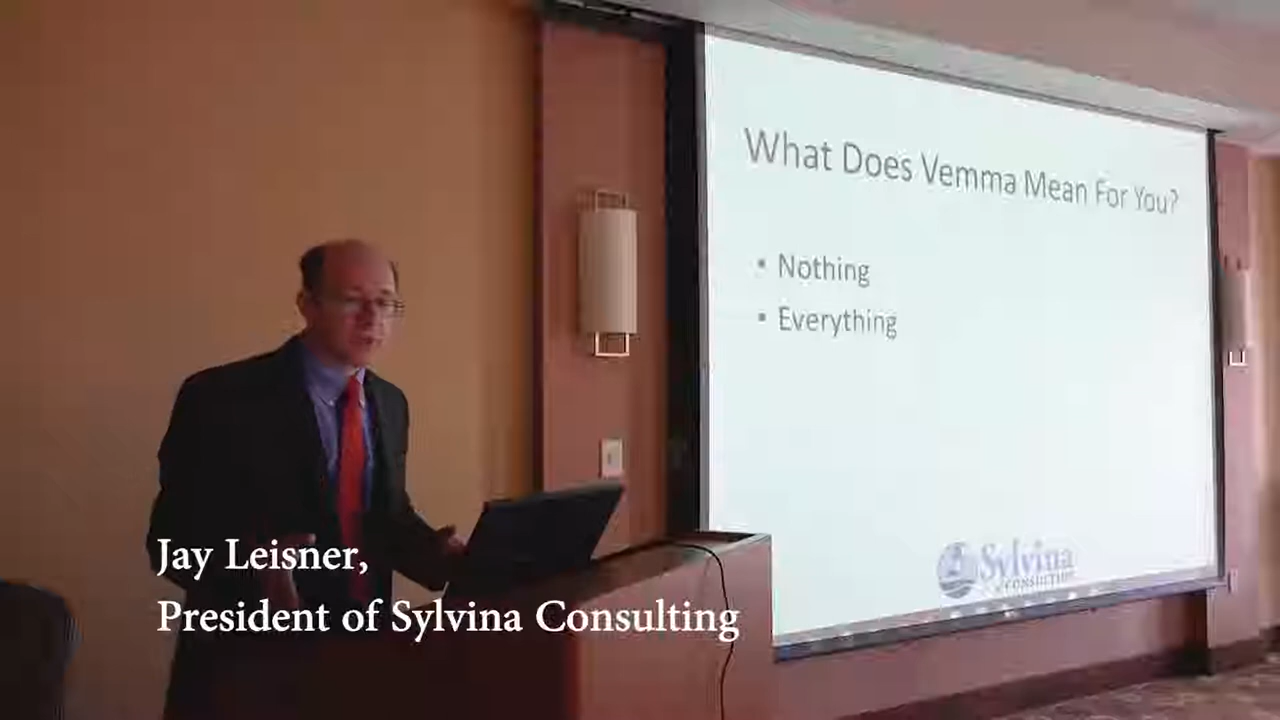 What Does Vemma Mean For You?
▪ Nothing
▪ Everything
Sylvina
CONSULTING
Jay Leisner,
President of Sylvina Consulting